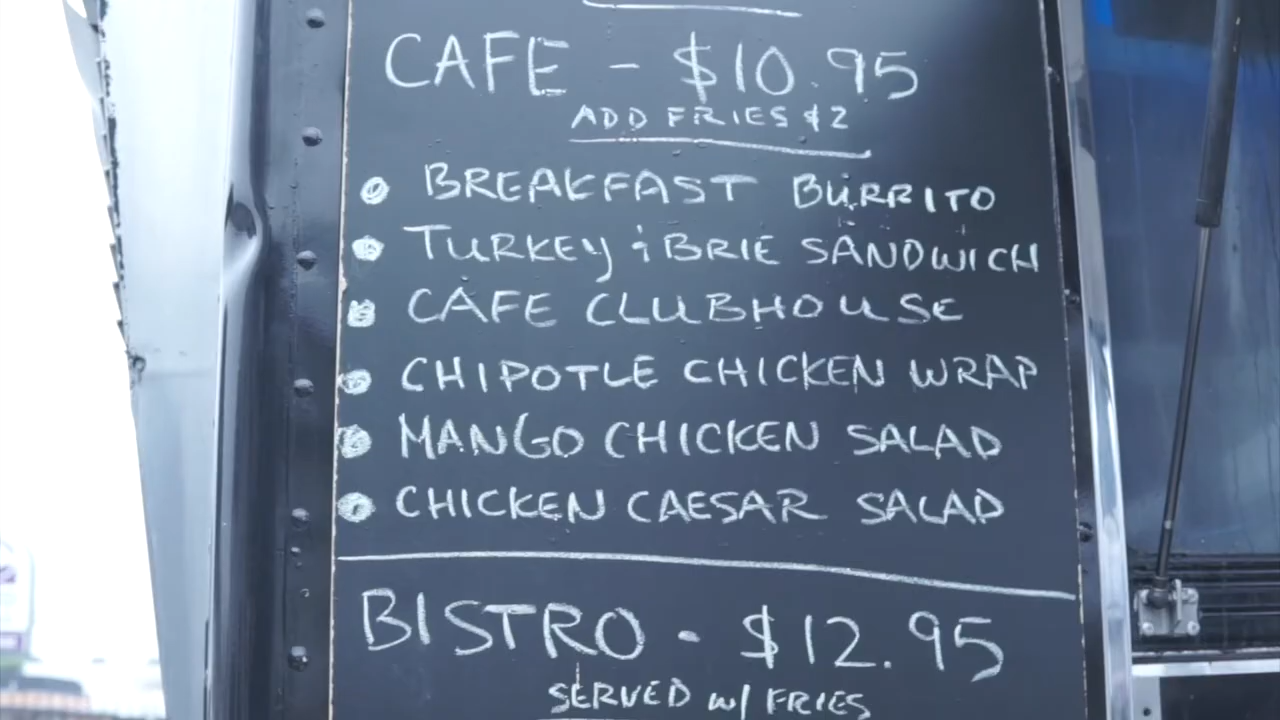 CAFE - $10.95
ADD FRIES $2
BREAKFAST BURRITO
TURKEY & BRIE SANDWICH
CAFE CLUBHOUSE
CHIPOTLE CHICKEN WRAP
MANGO CHICKEN SALAD
CHICKEN CAESAR SALAD
BISTRO - $12.95
SERVED w/ FRIES